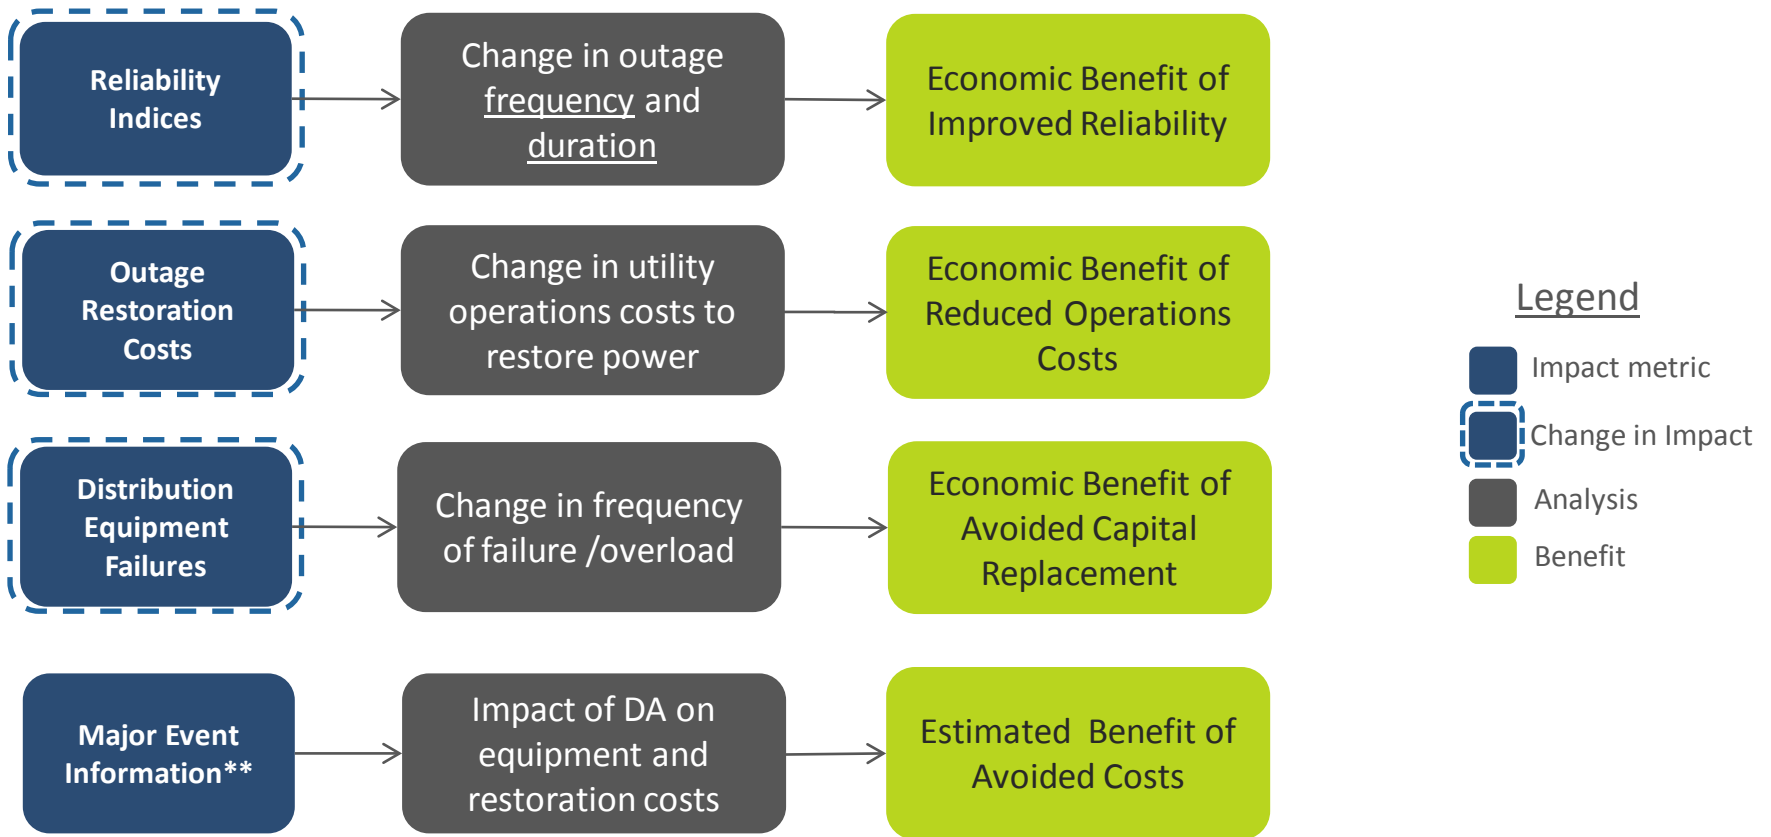 Reliability
Indices
Change in outage
frequency and
duration
Economic Benefit of
Improved Reliability
Outage
Restoration
Costs
Change in utility
operations costs to
restore power
Economic Benefit of
Reduced Operations
Costs
Distribution
Equipment
Failures
Change in frequency
of failure /overload
Economic Benefit of
Avoided Capital
Replacement
Major Event
Information**
Impact of DA on
equipment and
restoration costs
Estimated Benefit of
Avoided Costs
Legend
Impact metric
Change in Impact
Analysis
Benefit